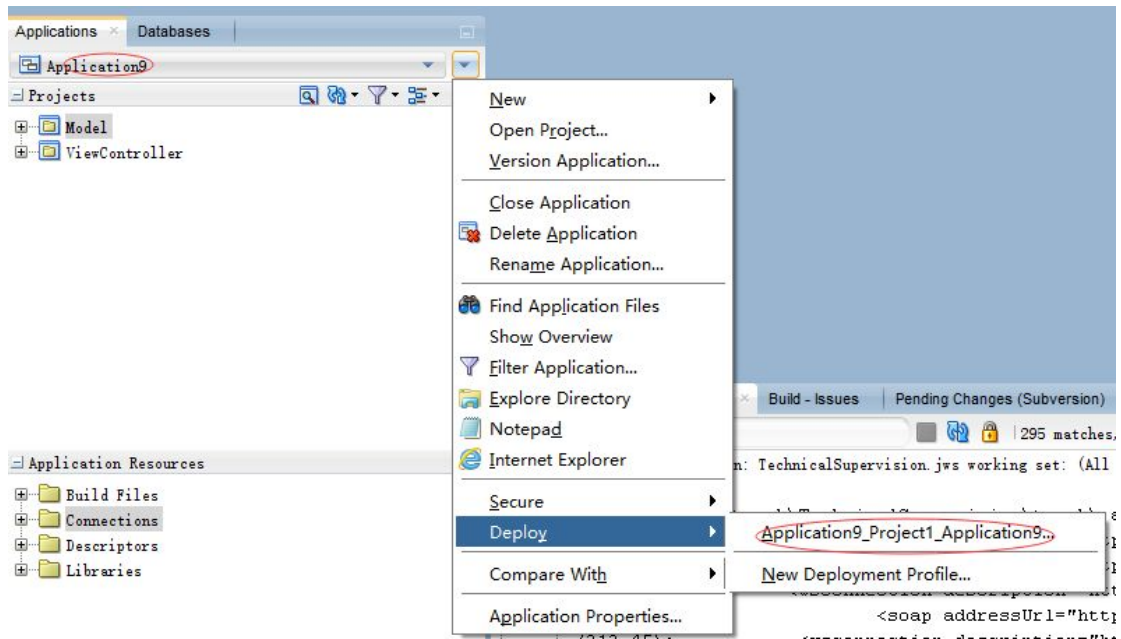 Applications
Databases
Application9
Projects
Model
ViewController
New
Open Project...
Version Application...
Close Application
Delete Application
Rename Application...
Find Application Files
Show Overview
Filter Application...
Explore Directory
Notepad
Internet Explorer
Build - Issues
Pending Changes (Subversion)
295 matches,
Application Resources
n: TechnicalSupervision.jws working set: (All
Build Files
Connections
Descriptors
Libraries
Secure
Deploy
Application9_Project1_Application9...
New Deployment Profile...
Compare With
Application Properties...
<soap addressUrl="http